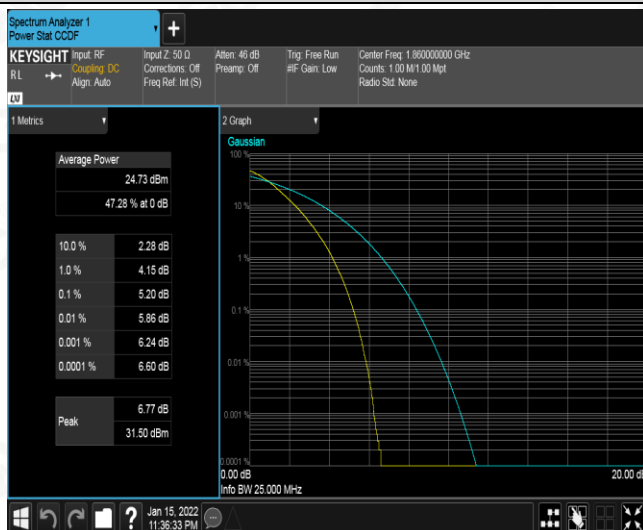 Spectrum Analyzer 1
Power Stat CCDF
KEYSIGHT
RL
Input: RF
Coupling: DC
Align: Auto
Input Z: 50 Ω
Corrections: Off
Freq Ref: Int (S)
Atten: 46 dB
Preamp: Off
Trig: Free Run
#IF Gain: Low
Center Freq: 1.860000000 GHz
Counts: 1.00 M/1.00 Mpt
Radio Std: None
1 Metrics
Average Power
24.73 dBm
47.28 % at 0 dB
10.0 % 2.28 dB
1.0 % 4.15 dB
0.1 % 5.20 dB
0.01 % 5.86 dB
0.001 % 6.24 dB
0.0001 % 6.60 dB
Peak
6.77 dB
31.50 dBm
2 Graph
Gaussian
100 %
10 %
1 %
0.1 %
0.01 %
0.001 %
0.0001 %
0.00 dB
20.00 dB
Info BW 25.000 MHz
Jan 15, 2022
11:36:33 PM